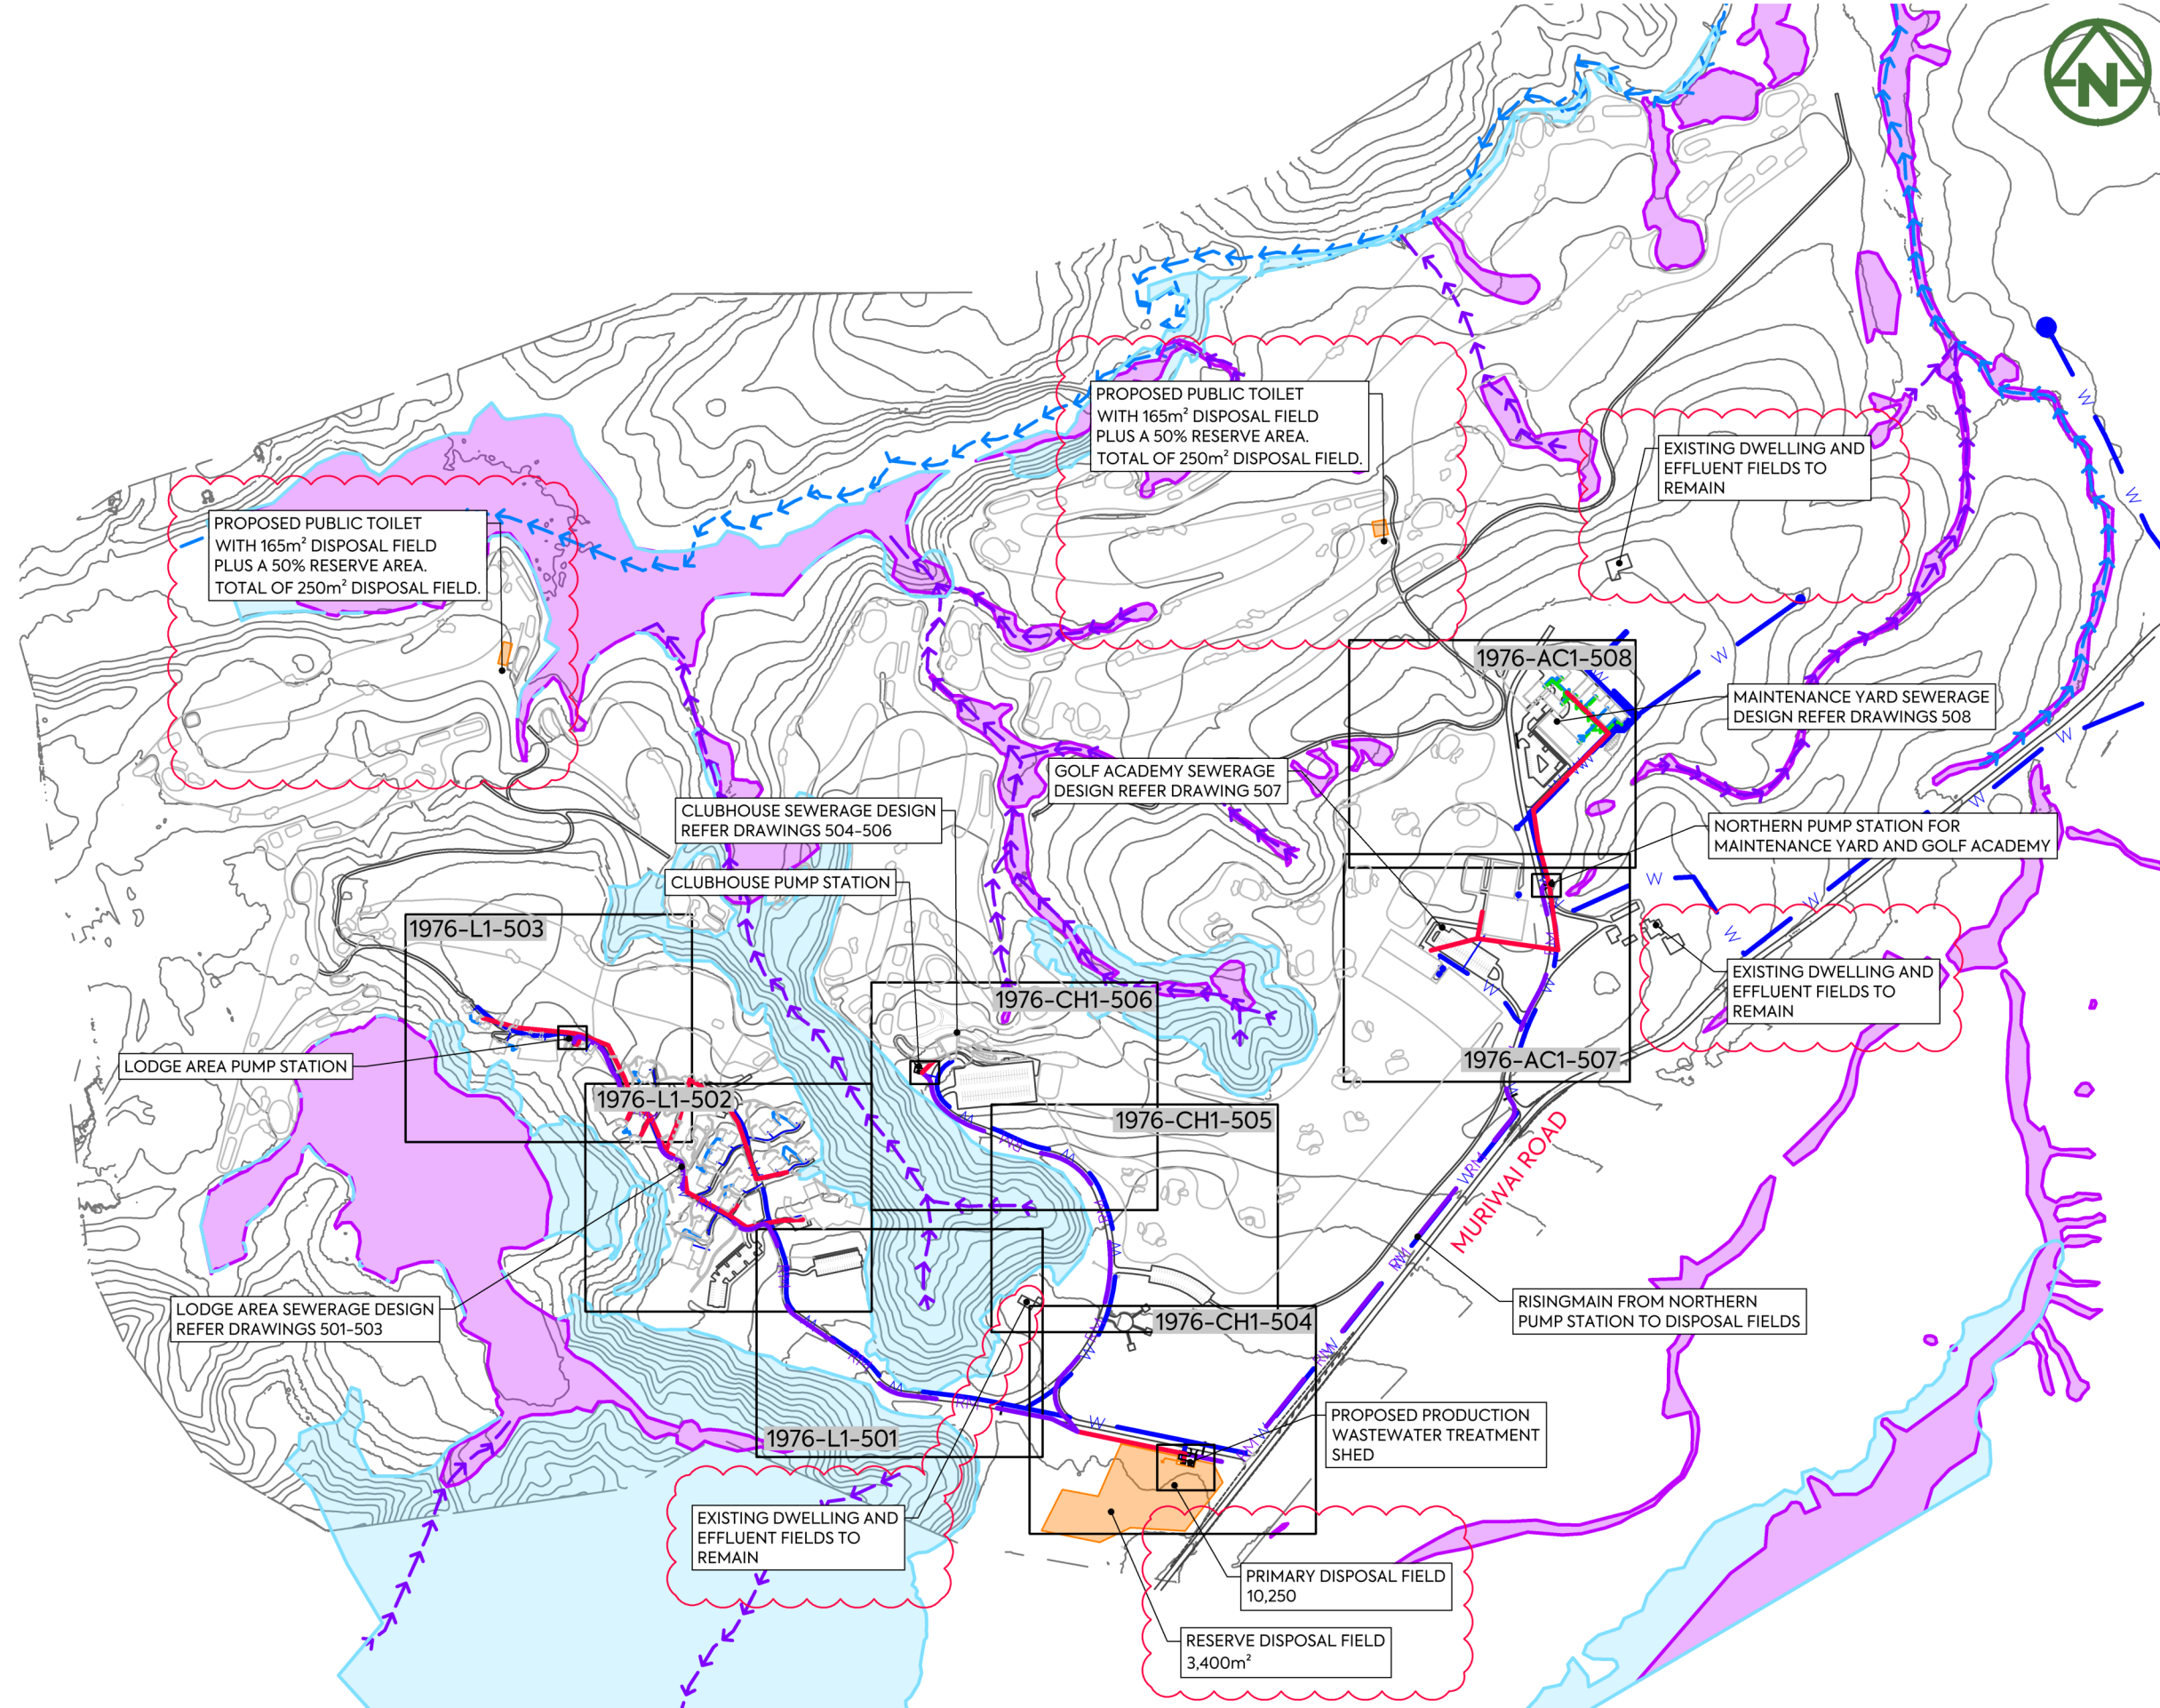 N
PROPOSED PUBLIC TOILET
WITH 165m² DISPOSAL FIELD
PLUS A 50% RESERVE AREA.
TOTAL OF 250m² DISPOSAL FIELD.
EXISTING DWELLING AND
EFFLUENT FIELDS TO
REMAIN
PROPOSED PUBLIC TOILET
WITH 165m² DISPOSAL FIELD
PLUS A 50% RESERVE AREA.
TOTAL OF 250m² DISPOSAL FIELD.
1976-AC1-508
MAINTENANCE YARD SEWERAGE
DESIGN REFER DRAWINGS 508
GOLF ACADEMY SEWERAGE
DESIGN REFER DRAWING 507
CLUBHOUSE SEWERAGE DESIGN
REFER DRAWINGS 504-506
NORTHERN PUMP STATION FOR
MAINTENANCE YARD AND GOLF ACADEMY
CLUBHOUSE PUMP STATION
1976-L1-503
EXISTING DWELLING AND
EFFLUENT FIELDS TO
REMAIN
1976-CH1-506
LODGE AREA PUMP STATION
1976-AC1-507
1976-L1-502
1976-CH1-505
MURIWAI ROAD
LODGE AREA SEWERAGE DESIGN
REFER DRAWINGS 501-503
RISINGMAIN FROM NORTHERN
PUMP STATION TO DISPOSAL FIELDS
1976-CH1-504
PROPOSED PRODUCTION
WASTEWATER TREATMENT
SHED
1976-L1-501
EXISTING DWELLING AND
EFFLUENT FIELDS TO
REMAIN
PRIMARY DISPOSAL FIELD
10,250
RESERVE DISPOSAL FIELD
3,400m²
W
W
W
W
W
W
W
W
W
RM
W
RM
W
W
RM
W
RM
W